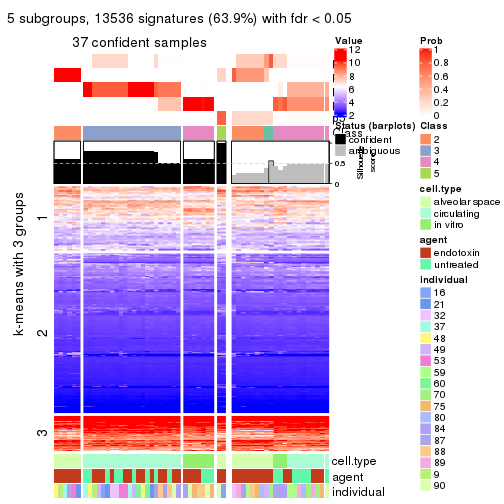 5 subgroups, 13536 signatures (63.9%) with fdr < 0.05
37 confident samples
k-means with 3 groups
1
2
3
p5
Class
1
0.5
0
Silhouette
score
cell.type
agent
individual
Value
12
10
8
6
4
2
Status (barplots)
confident
ambiguous
Prob
1
0.8
0.6
0.4
0.2
0
Class
2
3
4
5
cell.type
alveolar space
circulating
in vitro
agent
endotoxin
untreated
individual
16
21
32
37
48
49
53
59
60
70
75
80
84
87
88
89
9
90